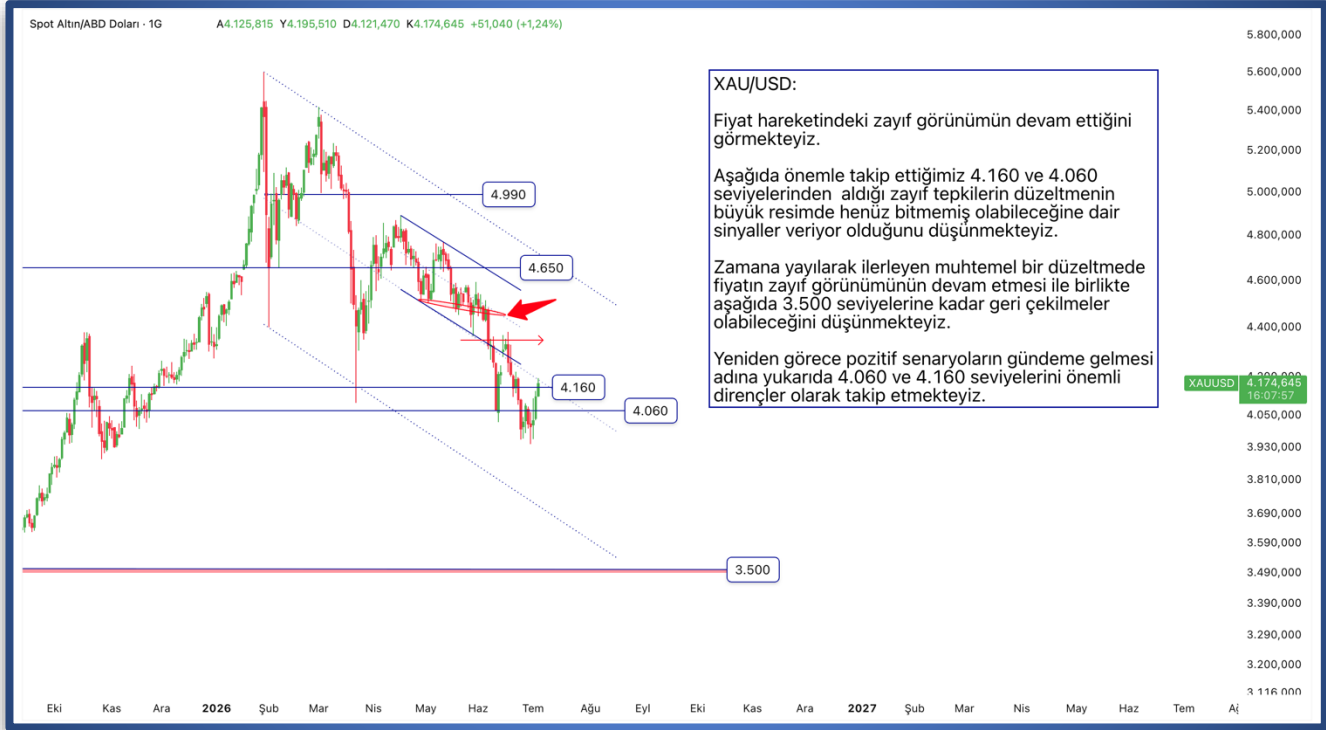 Spot Altın/ABD Doları · 1G A4.125,815 Y4.195,510 D4.121,470 K4.174,645 +51,040 (+1,24%)
XAU/USD:
Fiyat hareketindeki zayıf görünümün devam ettiğini
görmekteyiz.
Aşağıda önemle takip ettiğimiz 4.160 ve 4.060
seviyelerinden aldığı zayıf tepkilerin düzeltmenin
büyük resimde henüz bitmemiş olabileceğine dair
sinyaller veriyor olduğunu düşünmekteyiz.
Zamana yayılarak ilerleyen muhtemel bir düzeltmede
fiyatın zayıf görünümünün devam etmesi ile birlikte
aşağıda 3.500 seviyelerine kadar geri çekilmeler
olabileceğini düşünmekteyiz.
Yeniden görece pozitif senaryoların gündeme gelmesi
adına yukarıda 4.060 ve 4.160 seviyelerini önemli
dirençler olarak takip etmekteyiz.
4.990
4.650
4.160
4.060
3.500
5.800,000
5.600,000
5.400,000
5.200,000
5.000,000
4.800,000
4.600,000
4.400,000
XAUUSD 4.174,645
16:07:57
4.050,000
3.930,000
3.810,000
3.690,000
3.590,000
3.490,000
3.390,000
3.290,000
3.200,000
3.116,000
Eki Kas Ara 2026 Şub Mar Nis May Haz Tem Ağu Eyl Eki Kas Ara 2027 Şub Mar Nis May Haz Tem